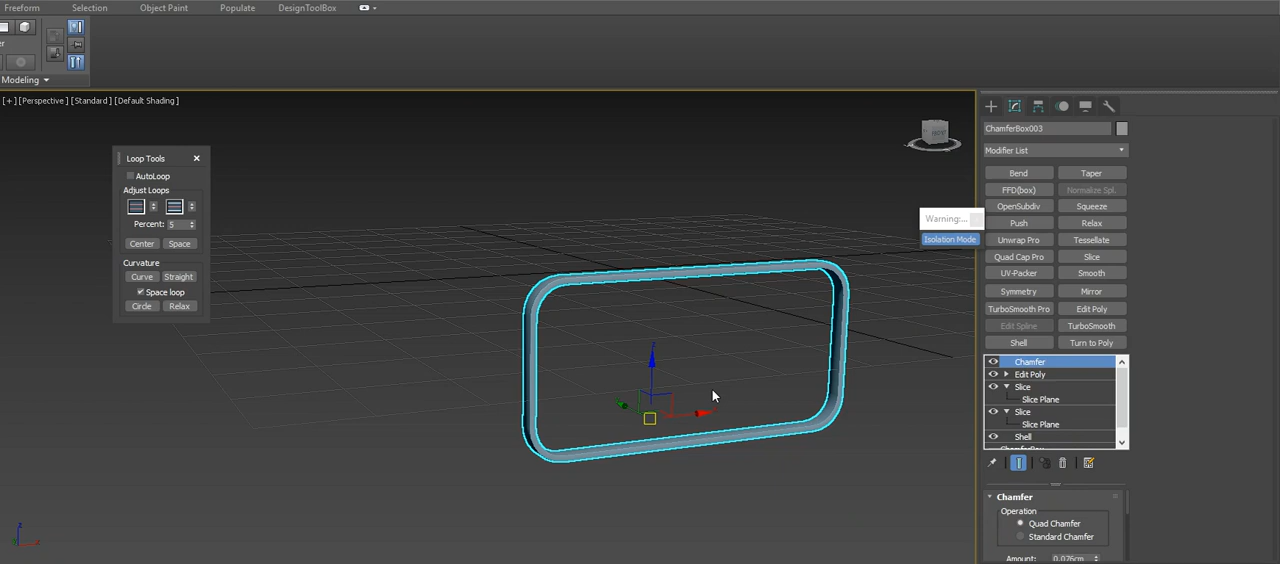 Freeform Selection Object Paint Populate DesignToolBox
Modeling
[+] [Perspective] [Standard] [Default Shading]
Loop Tools
AutoLoop
Adjust Loops
Percent: 5
Center Space
Curvature
Curve Straight
Space loop
Circle Relax
FRONT
Warning:...
Isolation Mode
ChamferBox003
Modifier List
Bend Taper
FFD(box) Normalize Spl.
OpenSubdiv Squeeze
Push Relax
Unwrap Pro Tessellate
Quad Cap Pro Slice
UV-Packer Smooth
Symmetry Mirror
TurboSmooth Pro Edit Poly
Edit Spline TurboSmooth
Shell Turn to Poly
Chamfer
Edit Poly
Slice
Slice Plane
Slice
Slice Plane
Shell
ChamferBox
Chamfer
Operation
Quad Chamfer
Standard Chamfer
Amount: 0.076cm
z
x
z
x